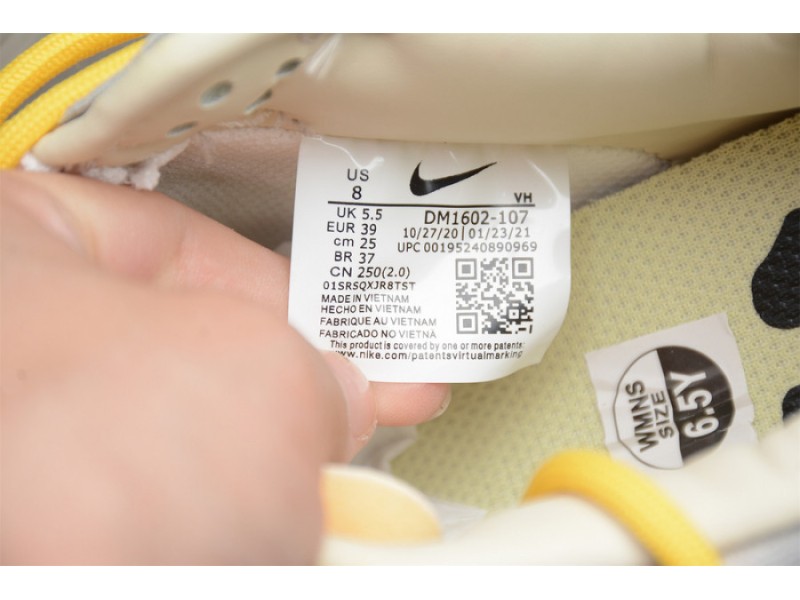 US
8
UK 5.5
EUR 39
cm 25
BR 37
CN 250(2.0)
VH
DM1602-107
10/27/20 | 01/23/21
UPC 00195240890969
01SRSQXJR8TST
MADE IN VIETNAM
HECHO EN VIETNAM
FABRIQUE AU VIETNAM
FABRICADO NO VIETNÃ
This product is covered by one or more patents:
www.nike.com/patentsvirtualmarking
WMNS
SIZE
6.5Y